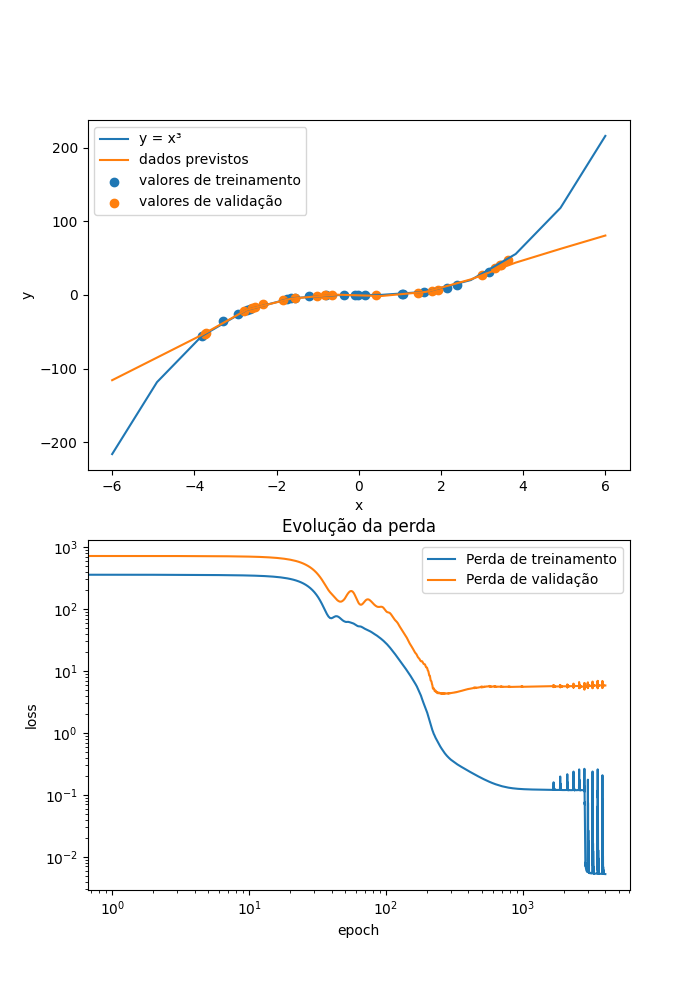 y = x³
dados previstos
valores de treinamento
valores de validação
200
100
0
−100
−200
y
−6
−4
−2
0
2
4
6
x
Evolução da perda
Perda de treinamento
Perda de validação
10³
10²
10¹
10⁰
10⁻¹
10⁻²
loss
10⁰
10¹
10²
10³
epoch